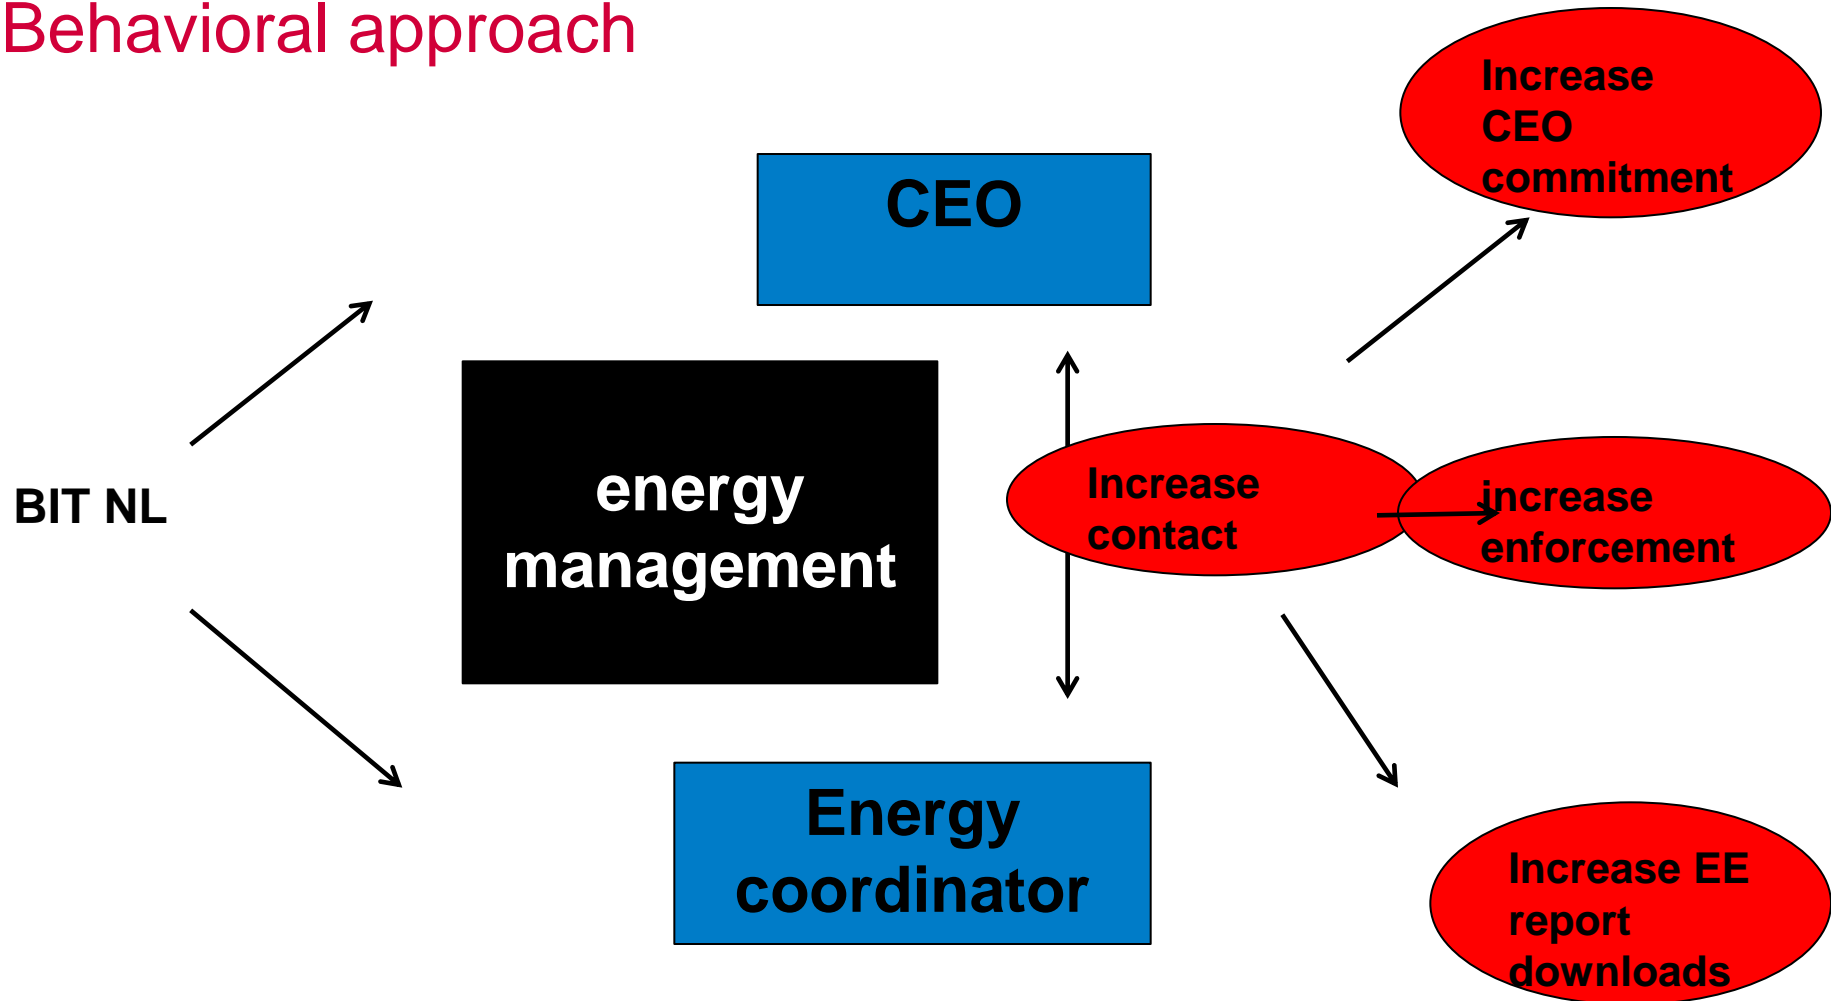 Behavioral approach
Increase
CEO
commitment
CEO
BIT NL
energy
management
Increase
contact
increase
enforcement
Energy
coordinator
Increase EE
report
downloads